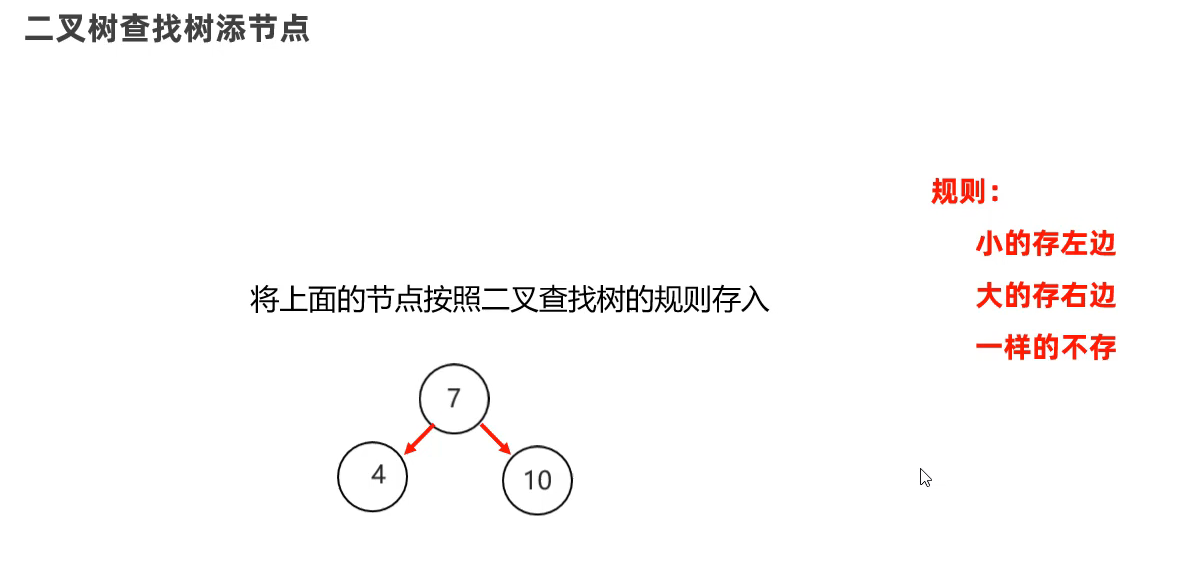 二叉树查找树添节点
规则：
小的存左边
大的存右边
一样的不存
将上面的节点按照二叉查找树的规则存入
7
4
10